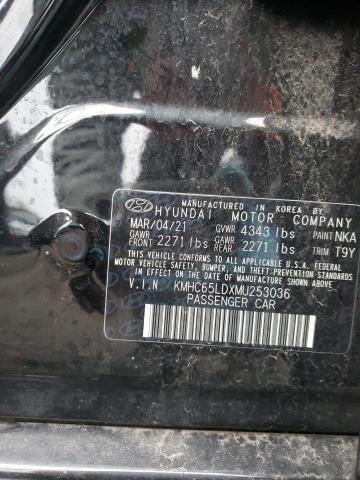 MANUFACTURED IN KOREA BY:
HYUNDAI MOTOR COMPANY
MAR/04/21 GVWR 4343 lbs PAINT NKA
GAWR FRONT 2271 lbs GAWR REAR 2271 lbs TRIM T9Y
THIS VEHICLE CONFORMS TO ALL APPLICABLE U.S. FEDERAL
MOTOR VEHICLE SAFETY, BUMPER, AND THEFT PREVENTION
STANDARDS IN EFFECT ON THE DATE OF MANUFACTURE SHOWN
ABOVE.
V.I.N KMHC65LDXMU253036
PASSENGER CAR